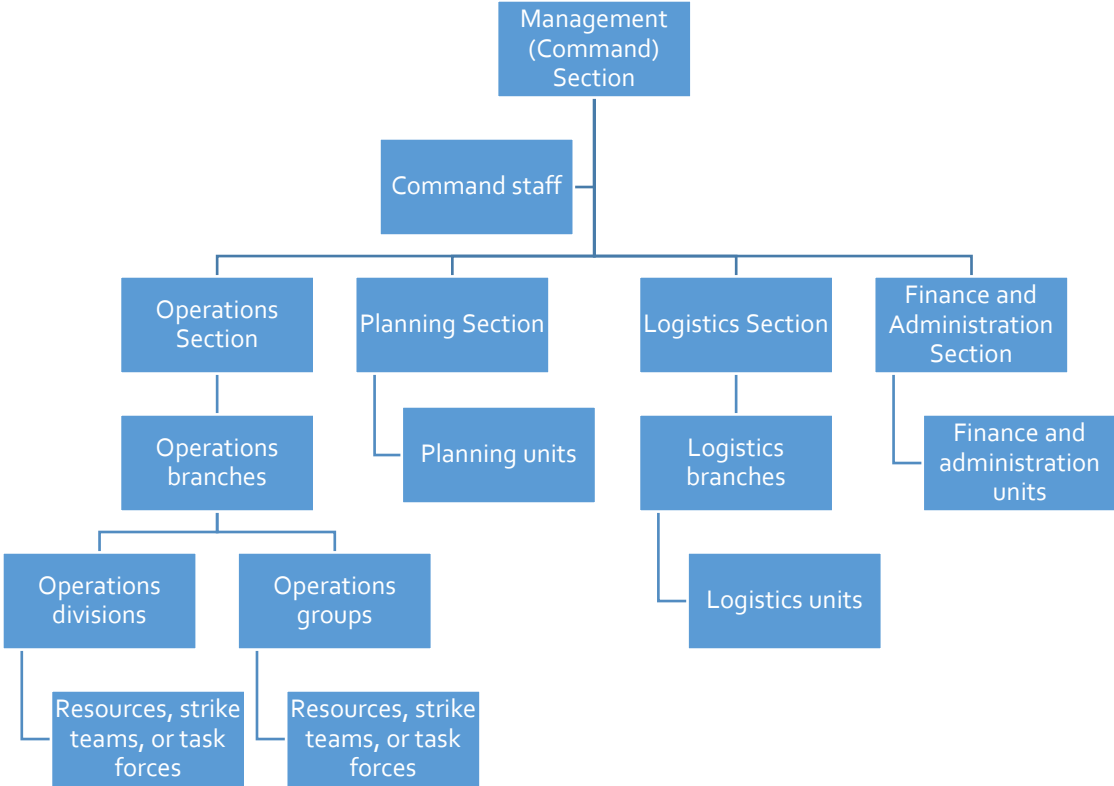 Management
(Command)
Section
Command staff
Operations
Section
Planning Section
Logistics Section
Finance and
Administration
Section
Operations
branches
Planning units
Logistics
branches
Finance and
administration
units
Operations
divisions
Operations
groups
Logistics units
Resources, strike
teams, or task
forces
Resources, strike
teams, or task
forces